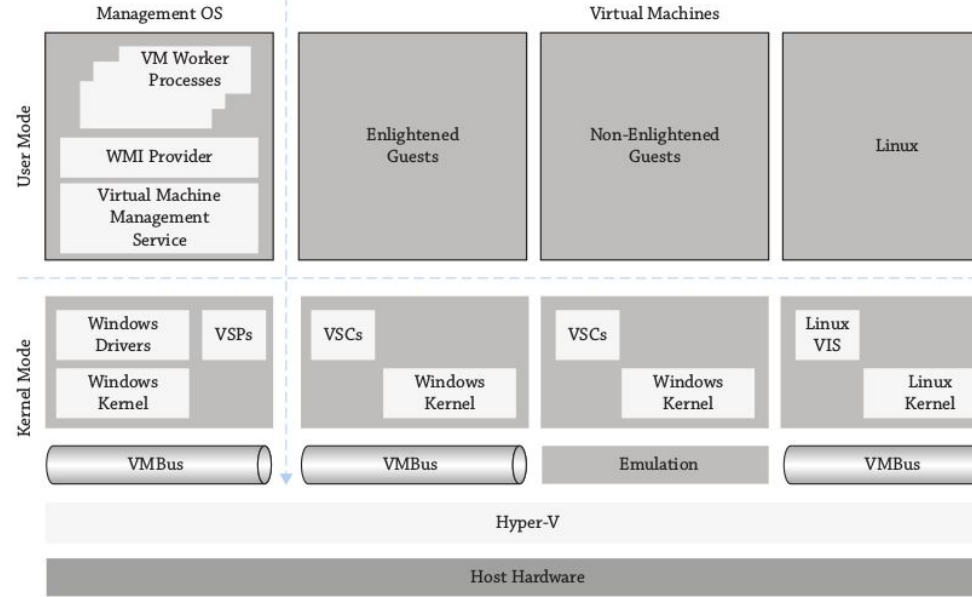 Management OS
Virtual Machines
User Mode
VM Worker
Processes
WMI Provider
Virtual Machine
Management
Service
Enlightened
Guests
Non-Enlightened
Guests
Linux
Kernel Mode
Windows
Drivers
VSPs
Windows
Kernel
VSCs
Windows
Kernel
VSCs
Windows
Kernel
Linux
VIS
Linux
Kernel
VMBus
VMBus
Emulation
VMBus
Hyper-V
Host Hardware